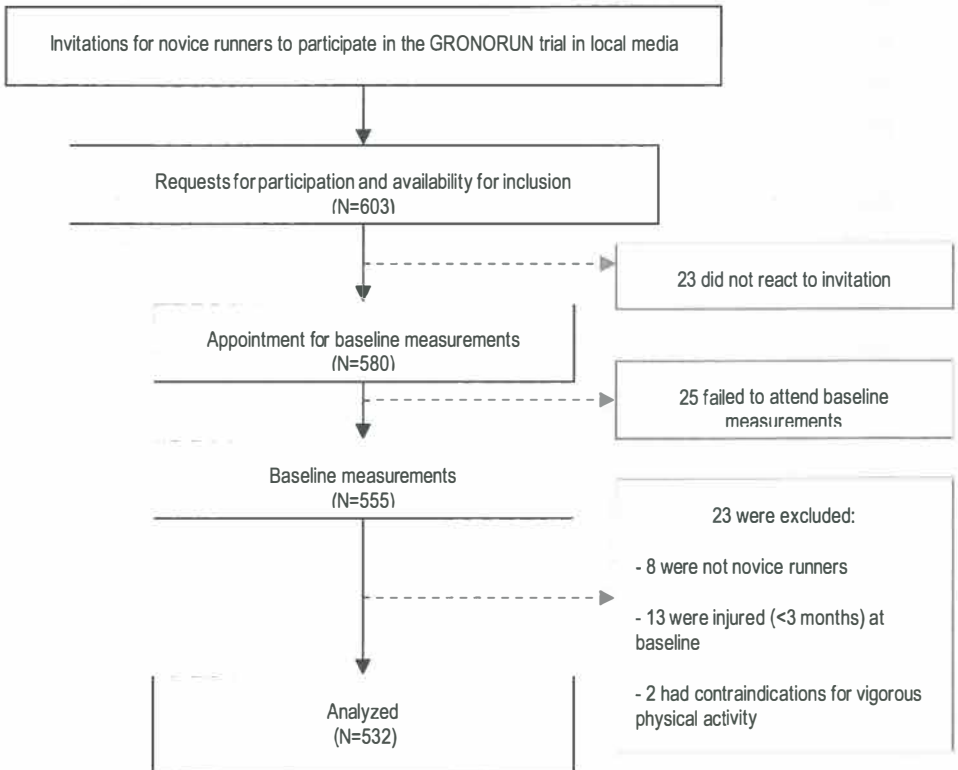 Invitations for novice runners to participate in the GRONORUN trial in local media
Requests for participation and availability for inclusion
(N=603)
23 did not react to invitation
Appointment for baseline measurements
(N=580)
25 failed to attend baseline
measurements
Baseline measurements
(N=555)
23 were excluded:
- 8 were not novice runners
- 13 were injured (<3 months) at
baseline
- 2 had contraindications for vigorous
physical activity
Analyzed
(N=532)